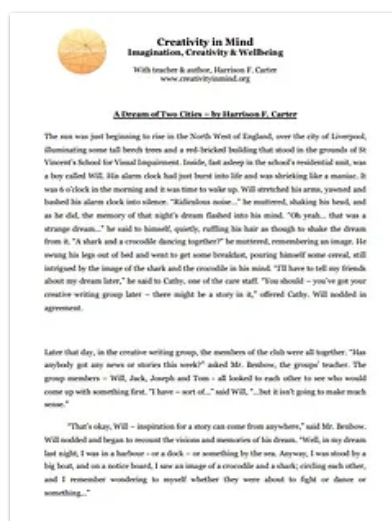 Creativity in Mind
Imagination, Creativity & Wellbeing
With teacher & author, Harrison F. Carter
www.creativityinmind.org
A Dream of Two Cities – by Harrison F. Carter
The sun was just beginning to rise in the North West of England, over the city of Liverpool,
illuminating some tall beech trees and a red-bricked building that stood in the grounds of St
Vincent's School for Visual Impairment. Inside, fast asleep in the school's residential unit, was
a boy called Will. His alarm clock had just burst into life and was shrieking like a maniac. It
was 6 o'clock in the morning and it was time to wake up. Will stretched his arms, yawned and
bashed his alarm clock into silence. "Ridiculous noise…" he muttered, shaking his head, and
as he did, the memory of that night's dream flashed into his mind. "Oh yeah… that was a
strange dream…" he said to himself, quietly, ruffling his hair as though to shake the dream
from it. "A shark and a crocodile dancing together?" he muttered, remembering an image. He
swung his legs out of bed and went to get some breakfast, pouring himself some cereal, still
intrigued by the image of the shark and the crocodile in his mind. "I'll have to tell my friends
about my dream later," he said to Cathy, one of the care staff. "You should – you've got your
creative writing group later – there might be a story in it," offered Cathy. Will nodded in
agreement.
Later that day, in the creative writing group, the members of the club were all together. "Has
anybody got any news or stories this week?" asked Mr. Benbow, the groups' teacher. The
group members – Will, Jack, Joseph and Tom - all looked to each other to see who would
come up with something first. "I have – sort of…" said Will, "…but it isn't going to make much
sense."
"That's okay, Will – inspiration for a story can come from anywhere," said Mr. Benbow.
Will nodded and began to recount the visions and memories of his dream. "Well, in my dream
last night, I was in a harbour - or a dock – or something by the sea. Anyway, I was stood by a
big boat, and on a notice board, I saw an image of a crocodile and a shark; circling each other,
and I remember wondering to myself whether they were about to fight or dance or
something…"